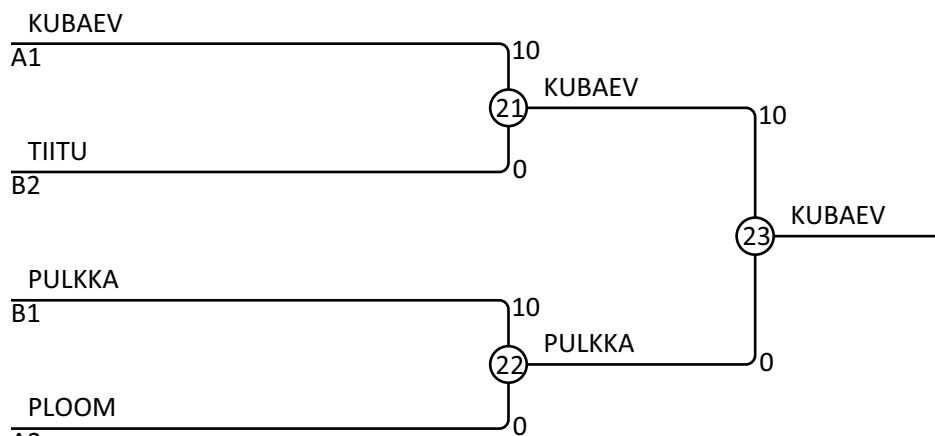 KUBAEV
A1
10
21
KUBAEV
10
TIITU
B2
0
23
KUBAEV
PULKKA
B1
10
22
PULKKA
0
PLOOM
0